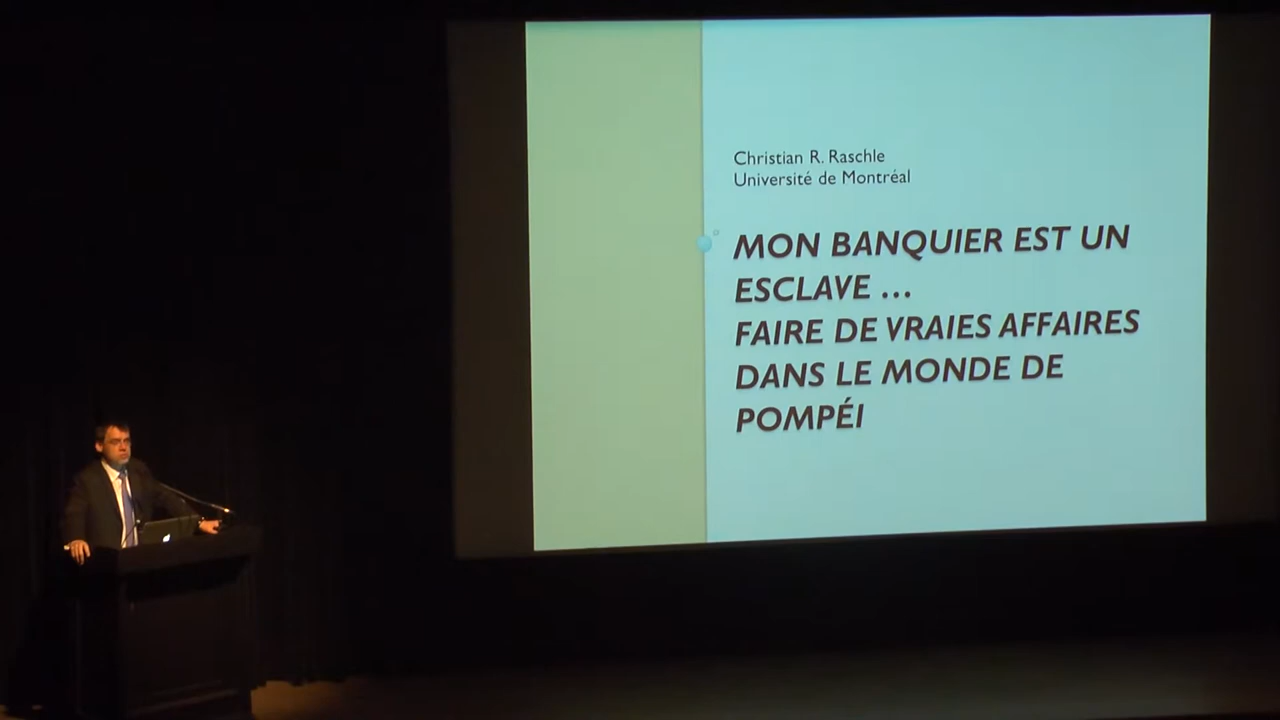 Christian R. Raschle
Université de Montréal
MON BANQUIER EST UN
ESCLAVE ...
FAIRE DE VRAIES AFFAIRES
DANS LE MONDE DE
POMPÉI